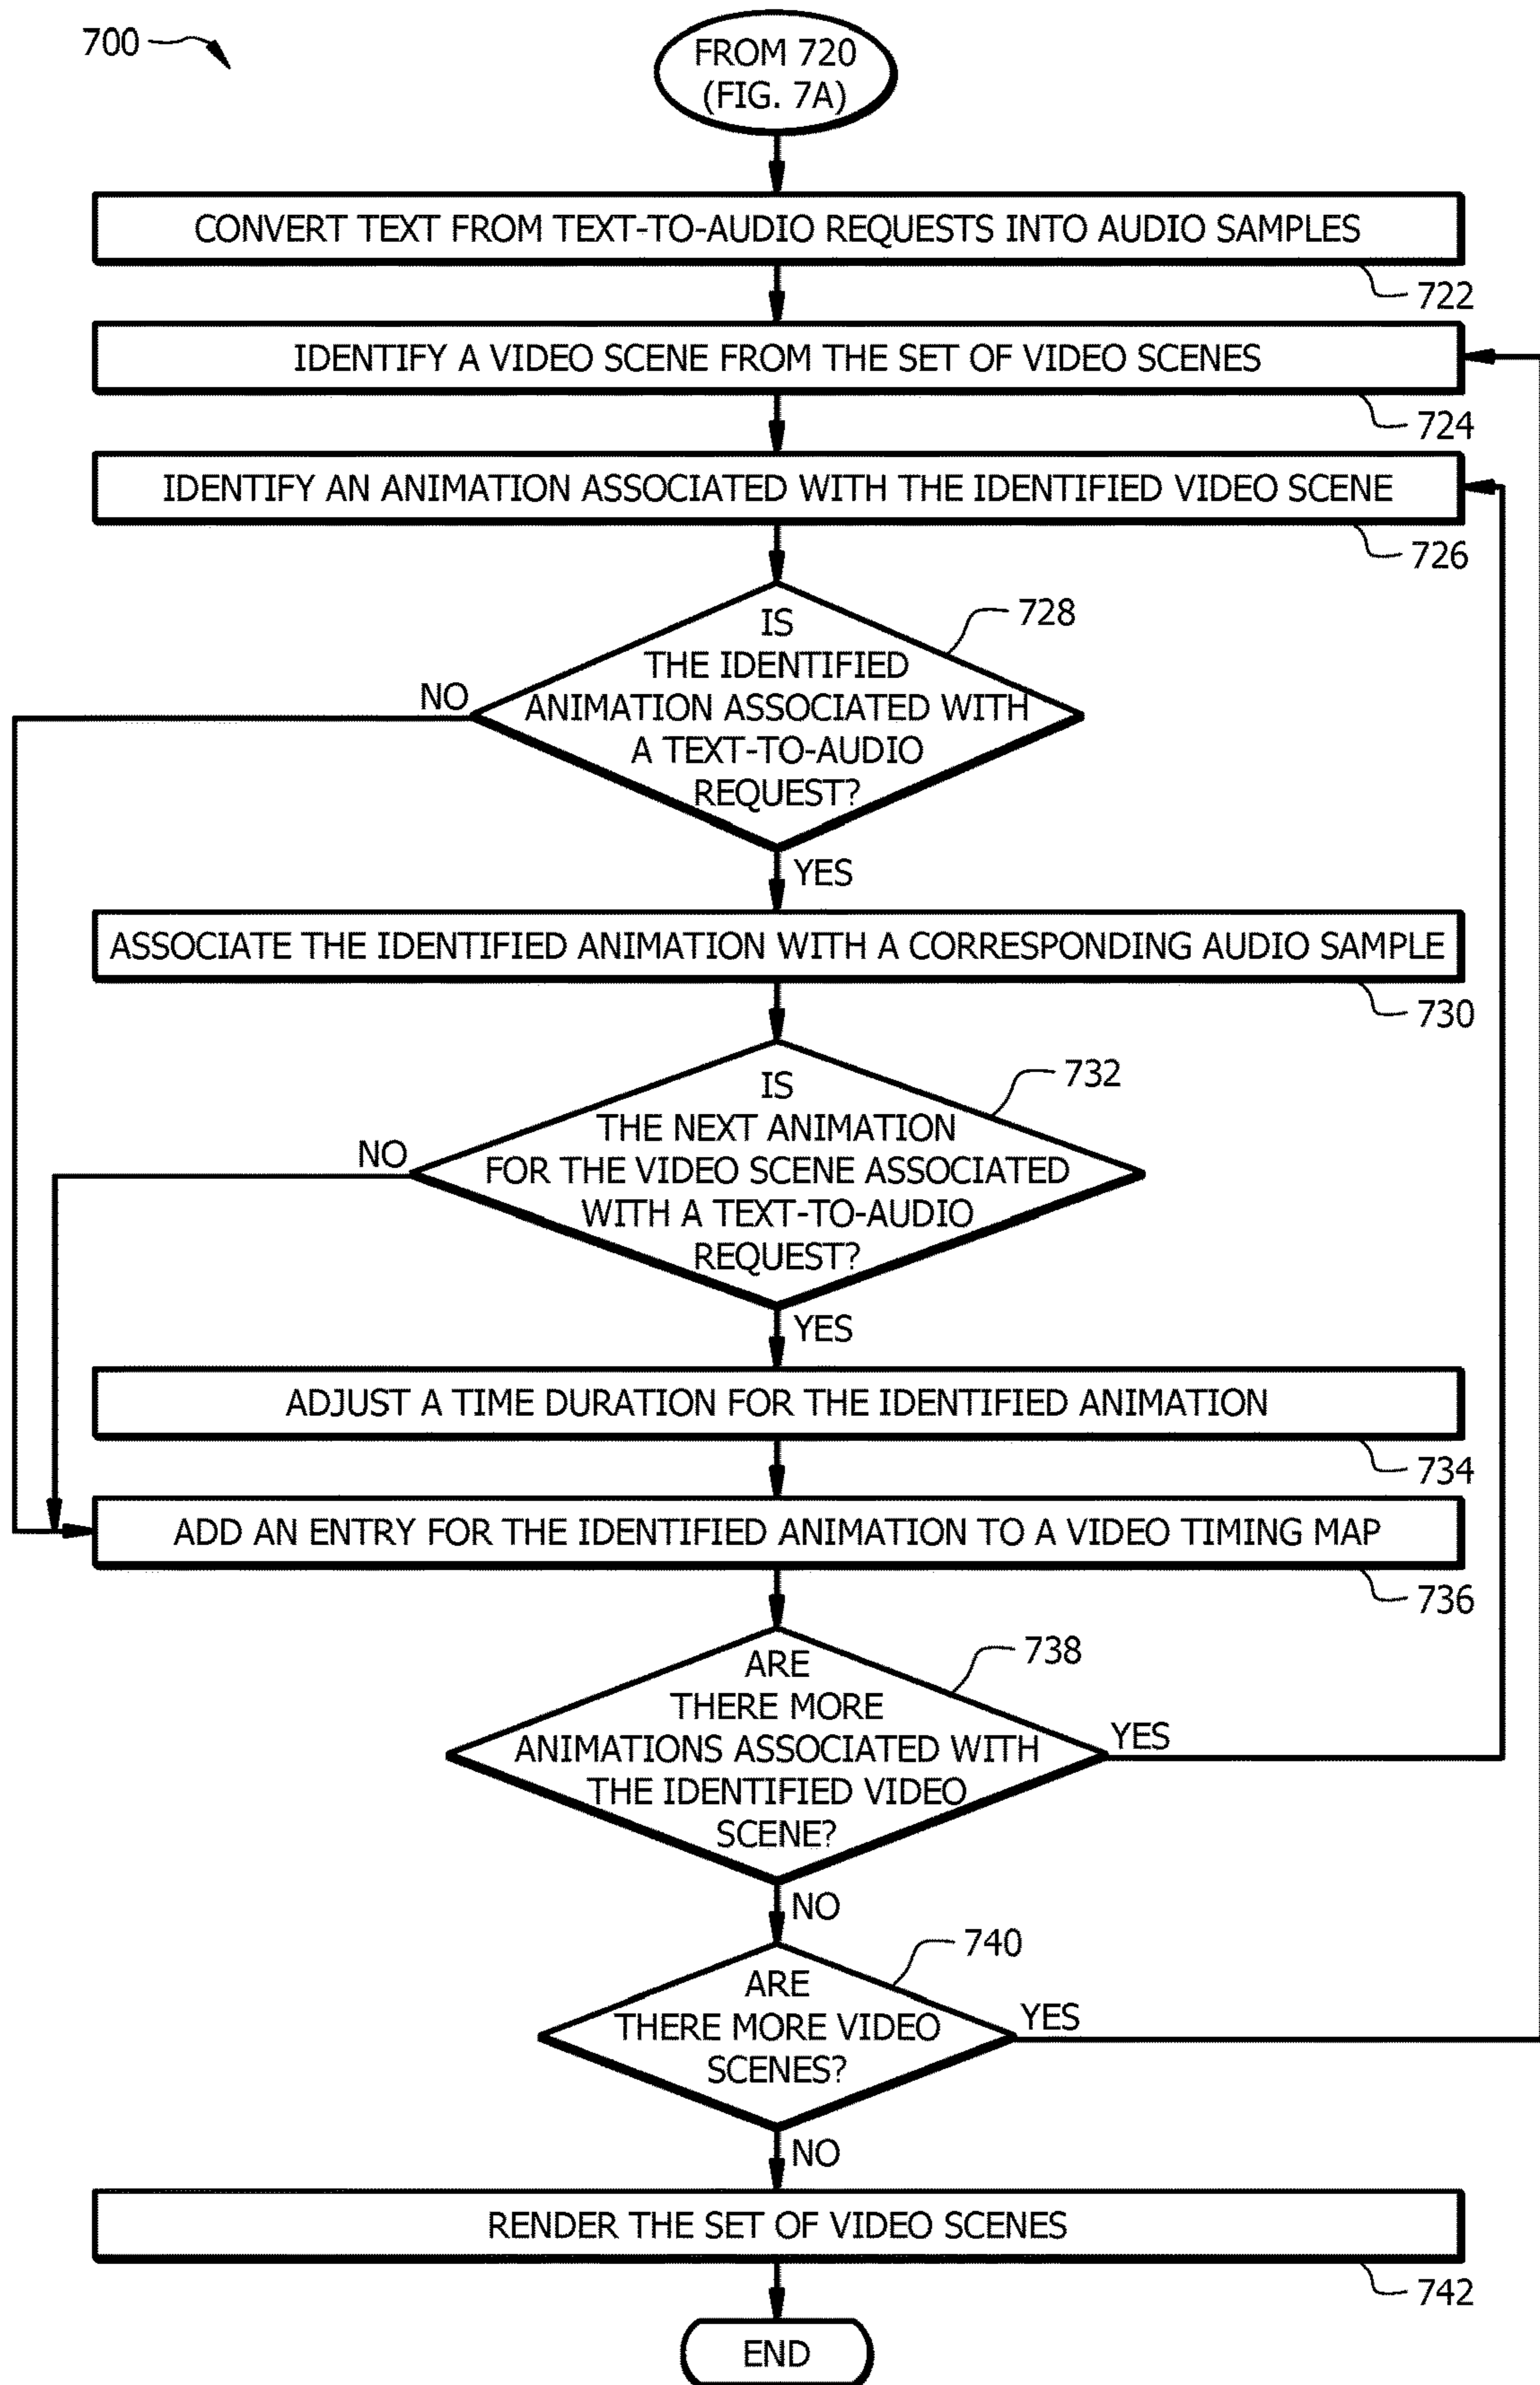 700
FROM 720
(FIG. 7A)
CONVERT TEXT FROM TEXT-TO-AUDIO REQUESTS INTO AUDIO SAMPLES
722
IDENTIFY A VIDEO SCENE FROM THE SET OF VIDEO SCENES
724
IDENTIFY AN ANIMATION ASSOCIATED WITH THE IDENTIFIED VIDEO SCENE
726
IS
THE IDENTIFIED
ANIMATION ASSOCIATED WITH
A TEXT-TO-AUDIO
REQUEST?
728
NO
YES
ASSOCIATE THE IDENTIFIED ANIMATION WITH A CORRESPONDING AUDIO SAMPLE
730
IS
THE NEXT ANIMATION
FOR THE VIDEO SCENE ASSOCIATED
WITH A TEXT-TO-AUDIO
REQUEST?
732
NO
YES
ADJUST A TIME DURATION FOR THE IDENTIFIED ANIMATION
734
ADD AN ENTRY FOR THE IDENTIFIED ANIMATION TO A VIDEO TIMING MAP
736
ARE
THERE MORE
ANIMATIONS ASSOCIATED WITH
THE IDENTIFIED VIDEO
SCENE?
738
YES
NO
ARE
THERE MORE VIDEO
SCENES?
740
YES
NO
RENDER THE SET OF VIDEO SCENES
742
END